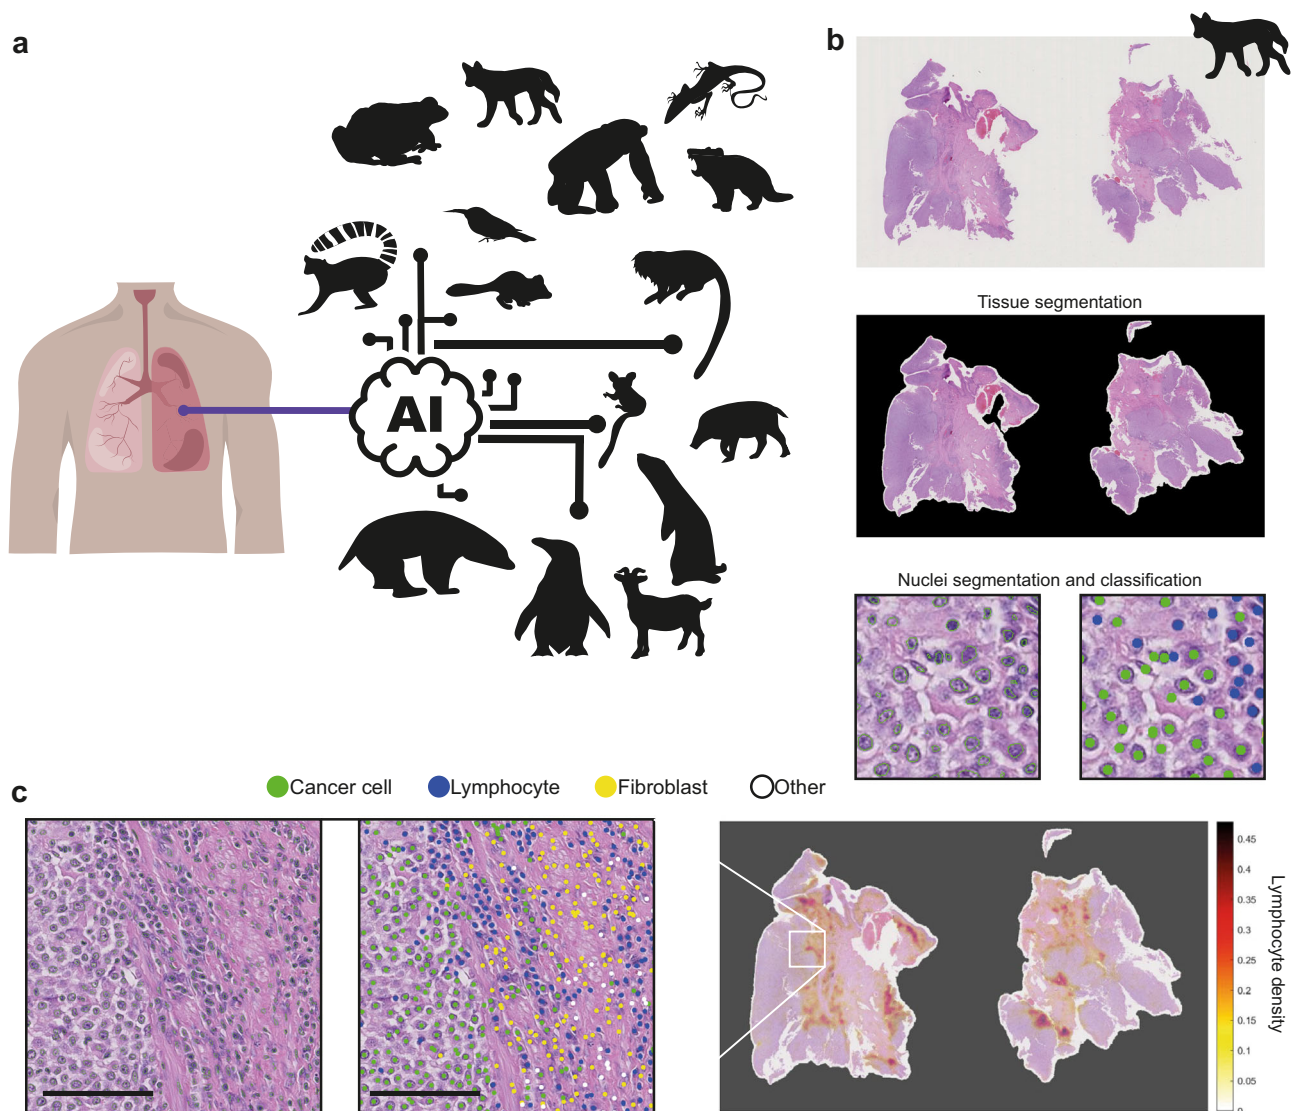 a
AI
b
Tissue segmentation
Nuclei segmentation and classification
c
Cancer cell
Lymphocyte
Fibroblast
Other
0.45
0.4
0.35
0.3
0.25
0.2
0.15
0.1
0.05
0
Lymphocyte density